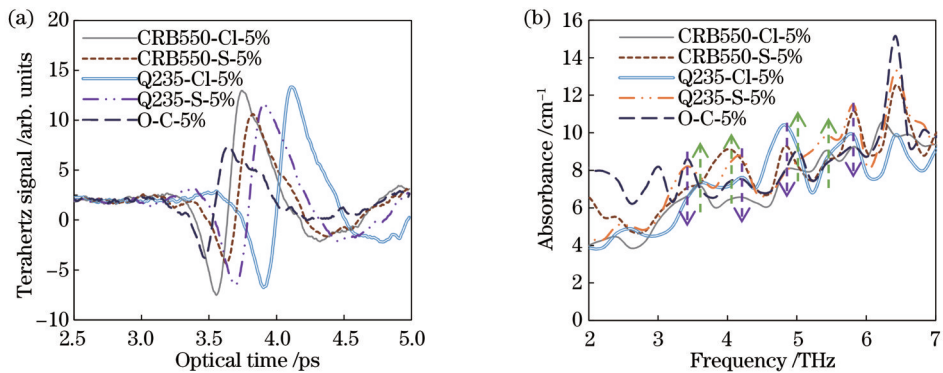 (a)
20
15
10
5
0
−5
−10
2.5 3.0 3.5 4.0 4.5 5.0
Terahertz signal /arb. units
Optical time /ps
CRB550-Cl-5%
CRB550-S-5%
Q235-Cl-5%
Q235-S-5%
O-C-5%
(b)
16
14
12
10
8
6
4
2
0
2 3 4 5 6 7
Absorbance /cm−1
Frequency /THz
CRB550-Cl-5%
CRB550-S-5%
Q235-Cl-5%
Q235-S-5%
O-C-5%